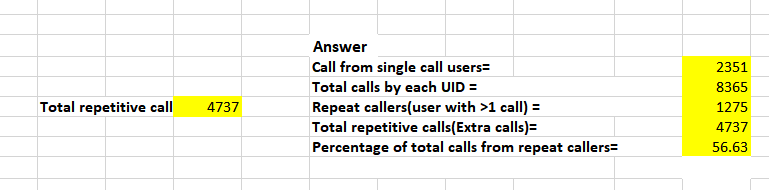 Answer
Call from single call users= 2351
Total calls by each UID = 8365
Total repetitive call 4737 Repeat callers(user with >1 call) = 1275
Total repetitive calls(Extra calls)= 4737
Percentage of total calls from repeat callers= 56.63